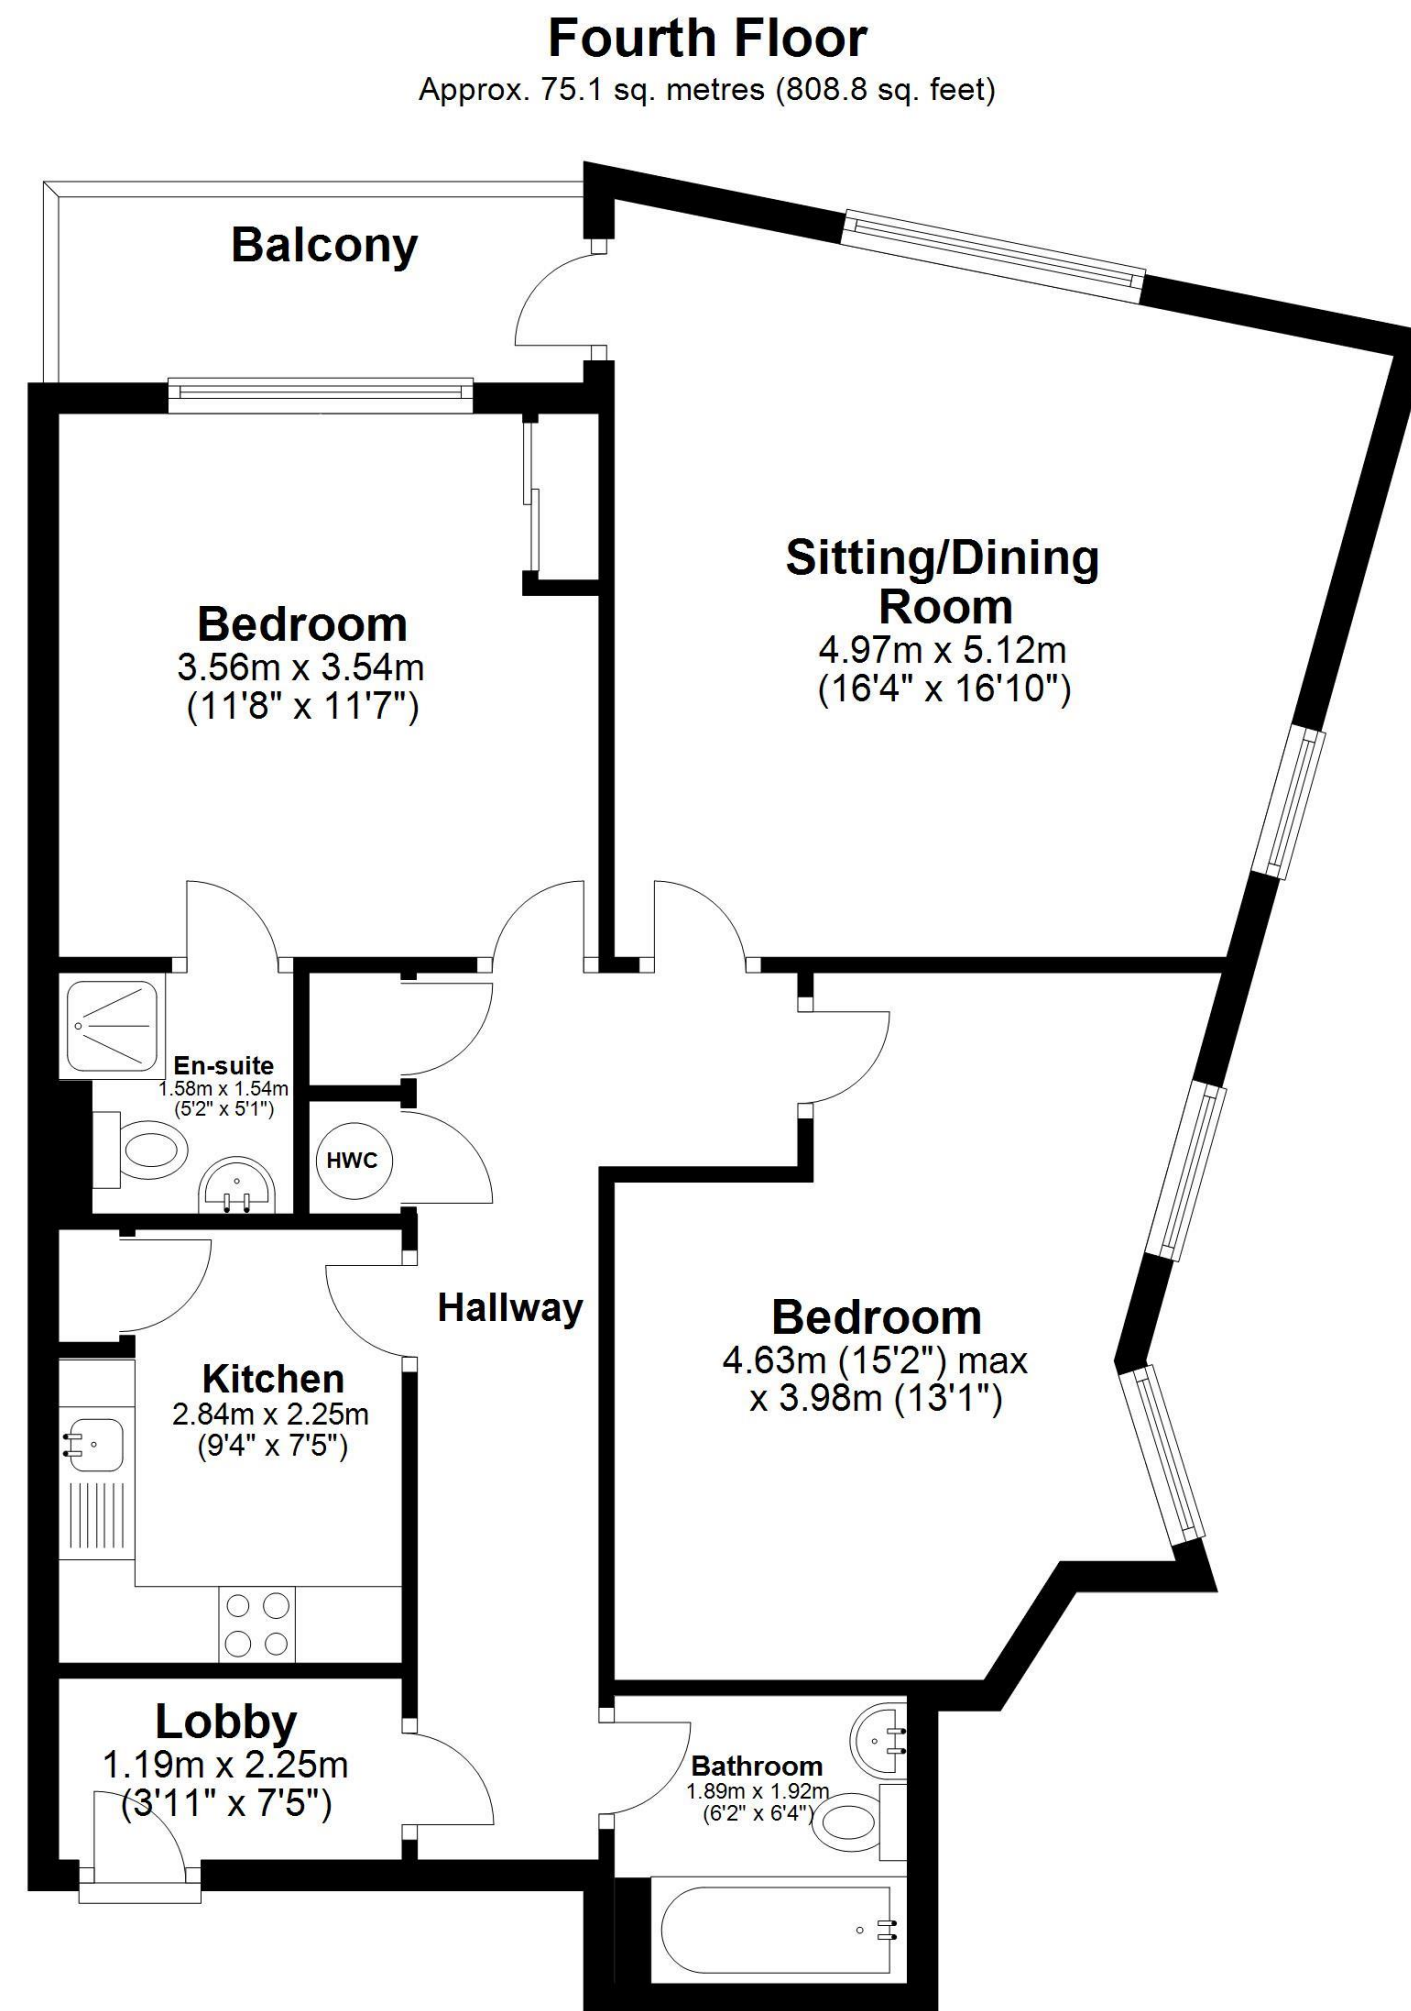 Fourth Floor
Approx. 75.1 sq. metres (808.8 sq. feet)
Balcony
Sitting/Dining
Room
4.97m x 5.12m
(16'4" x 16'10")
Bedroom
3.56m x 3.54m
(11'8" x 11'7")
En-suite
1.58m x 1.54m
(5'2" x 5'1")
HWC
Hallway
Bedroom
4.63m (15'2") max
x 3.98m (13'1")
Kitchen
2.84m x 2.25m
(9'4" x 7'5")
Lobby
1.19m x 2.25m
(3'11" x 7'5")
Bathroom
1.89m x 1.92m
(6'2" x 6'4")